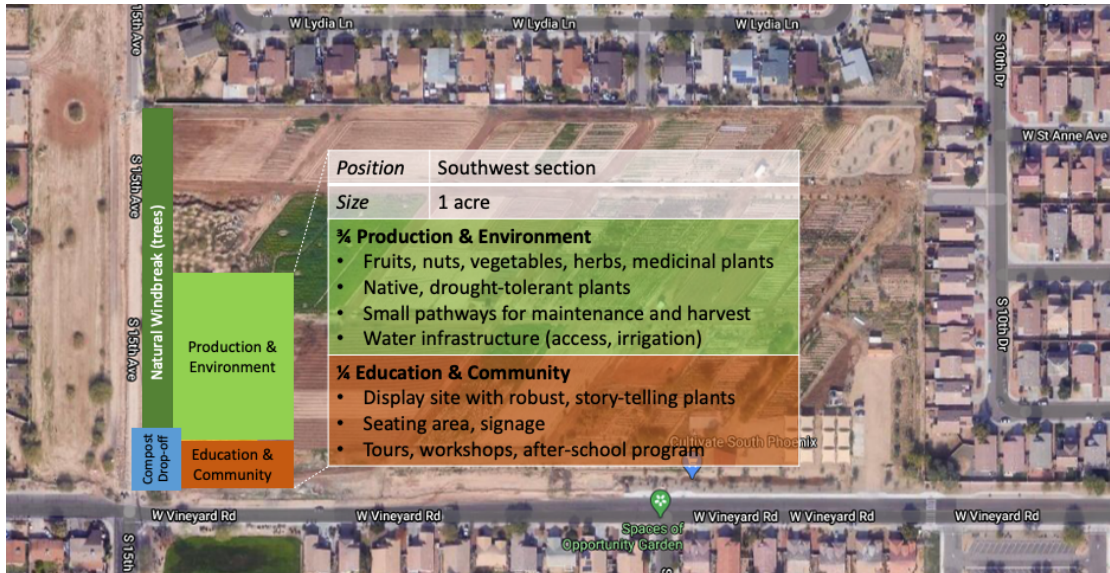 W Lydia Ln
W Lydia Ln
W Lydia Ln
S 15th Ave
S 10th Dr
W St Anne Ave
S 15th Ave
Natural Windbreak (trees)
Position Southwest section
Size 1 acre
¾ Production & Environment
• Fruits, nuts, vegetables, herbs, medicinal plants
• Native, drought-tolerant plants
• Small pathways for maintenance and harvest
• Water infrastructure (access, irrigation)
¼ Education & Community
• Display site with robust, story-telling plants
• Seating area, signage
• Tours, workshops, after-school program
Production &
Environment
S 15th Ave
S 10th Dr
Cultivate South Phoenix
Compost
Drop-off
Education &
Community
W Vineyard Rd
W Vineyard Rd
W Vineyard Rd
W Vineyard Rd
W Vineyard Rd
Spaces of
Opportunity Garden
S 15th